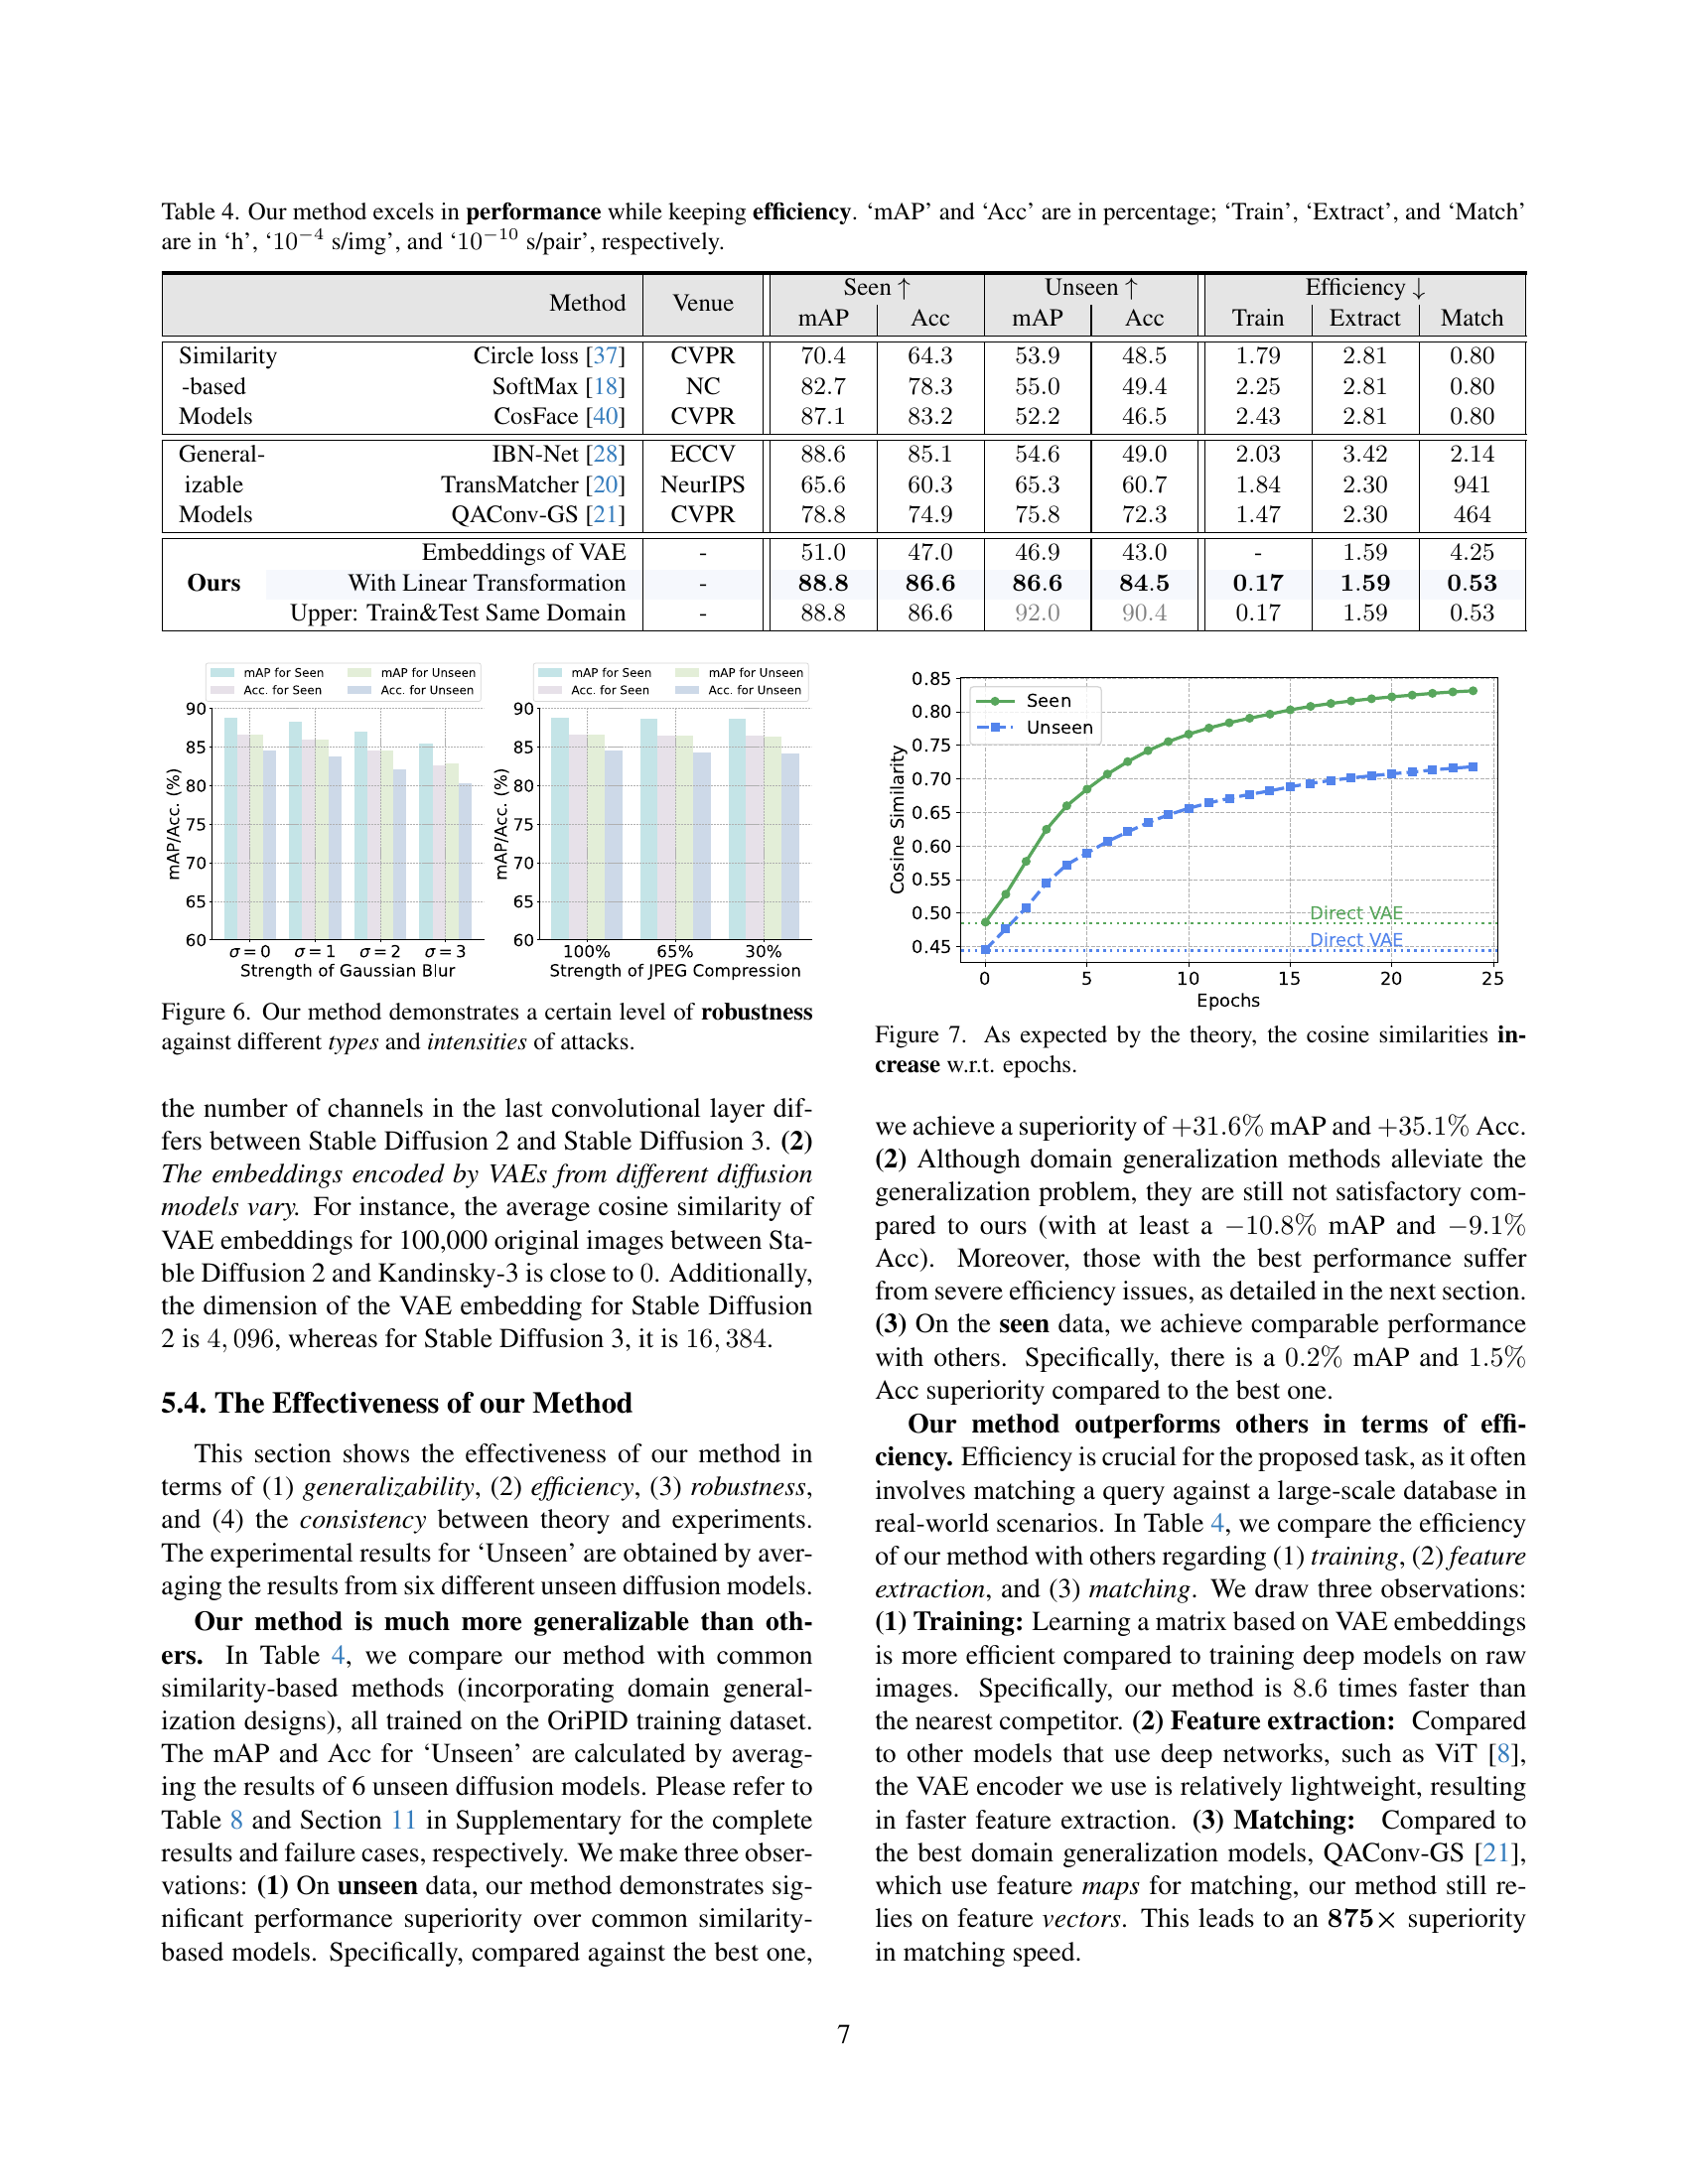 Table 4. Our method excels in performance while keeping efficiency. ‘mAP’ and ‘Acc’ are in percentage; ‘Train’, ‘Extract’, and ‘Match’
are in ‘h’, ‘10−4 s/img’, and ‘10−10 s/pair’, respectively.
Method Venue Seen ↑ Unseen ↑ Efficiency ↓
mAP Acc mAP Acc Train Extract Match
Similarity Circle loss [37] CVPR 70.4 64.3 53.9 48.5 1.79 2.81 0.80
-based SoftMax [18] NC 82.7 78.3 55.0 49.4 2.25 2.81 0.80
Models CosFace [40] CVPR 87.1 83.2 52.2 46.5 2.43 2.81 0.80
General- IBN-Net [28] ECCV 88.6 85.1 54.6 49.0 2.03 3.42 2.14
izable TransMatcher [20] NeurIPS 65.6 60.3 65.3 60.7 1.84 2.30 941
Models QAConv-GS [21] CVPR 78.8 74.9 75.8 72.3 1.47 2.30 464
Embeddings of VAE - 51.0 47.0 46.9 43.0 - 1.59 4.25
Ours With Linear Transformation - 88.8 86.6 86.6 84.5 0.17 1.59 0.53
Upper: Train&Test Same Domain - 88.8 86.6 92.0 90.4 0.17 1.59 0.53
mAP for Seen mAP for Unseen
Acc. for Seen Acc. for Unseen
90
85
80
75
70
65
60
mAP/Acc. (%)
σ = 0 σ = 1 σ = 2 σ = 3
Strength of Gaussian Blur
mAP for Seen mAP for Unseen
Acc. for Seen Acc. for Unseen
90
85
80
75
70
65
60
mAP/Acc. (%)
100% 65% 30%
Strength of JPEG Compression
Figure 6. Our method demonstrates a certain level of robustness
against different types and intensities of attacks.
the number of channels in the last convolutional layer dif-
fers between Stable Diffusion 2 and Stable Diffusion 3. (2)
The embeddings encoded by VAEs from different diffusion
models vary. For instance, the average cosine similarity of
VAE embeddings for 100,000 original images between Sta-
ble Diffusion 2 and Kandinsky-3 is close to 0. Additionally,
the dimension of the VAE embedding for Stable Diffusion
2 is 4, 096, whereas for Stable Diffusion 3, it is 16, 384.
5.4. The Effectiveness of our Method
This section shows the effectiveness of our method in
terms of (1) generalizability, (2) efficiency, (3) robustness,
and (4) the consistency between theory and experiments.
The experimental results for ‘Unseen’ are obtained by aver-
aging the results from six different unseen diffusion models.
Our method is much more generalizable than oth-
ers. In Table 4, we compare our method with common
similarity-based methods (incorporating domain general-
ization designs), all trained on the OriPID training dataset.
The mAP and Acc for ‘Unseen’ are calculated by averag-
ing the results of 6 unseen diffusion models. Please refer to
Table 8 and Section 11 in Supplementary for the complete
results and failure cases, respectively. We make three obser-
vations: (1) On unseen data, our method demonstrates sig-
nificant performance superiority over common similarity-
based models. Specifically, compared against the best one,
0.85
0.80
0.75
0.70
0.65
0.60
0.55
0.50
0.45
Cosine Similarity
Seen
Unseen
Direct VAE
Direct VAE
0 5 10 15 20 25
Epochs
Figure 7. As expected by the theory, the cosine similarities in-
crease w.r.t. epochs.
we achieve a superiority of +31.6% mAP and +35.1% Acc.
(2) Although domain generalization methods alleviate the
generalization problem, they are still not satisfactory com-
pared to ours (with at least a −10.8% mAP and −9.1%
Acc). Moreover, those with the best performance suffer
from severe efficiency issues, as detailed in the next section.
(3) On the seen data, we achieve comparable performance
with others. Specifically, there is a 0.2% mAP and 1.5%
Acc superiority compared to the best one.
Our method outperforms others in terms of effi-
ciency. Efficiency is crucial for the proposed task, as it often
involves matching a query against a large-scale database in
real-world scenarios. In Table 4, we compare the efficiency
of our method with others regarding (1) training, (2) feature
extraction, and (3) matching. We draw three observations:
(1) Training: Learning a matrix based on VAE embeddings
is more efficient compared to training deep models on raw
images. Specifically, our method is 8.6 times faster than
the nearest competitor. (2) Feature extraction: Compared
to other models that use deep networks, such as ViT [8],
the VAE encoder we use is relatively lightweight, resulting
in faster feature extraction. (3) Matching: Compared to
the best domain generalization models, QAConv-GS [21],
which use feature maps for matching, our method still re-
lies on feature vectors. This leads to an 875× superiority
in matching speed.
7